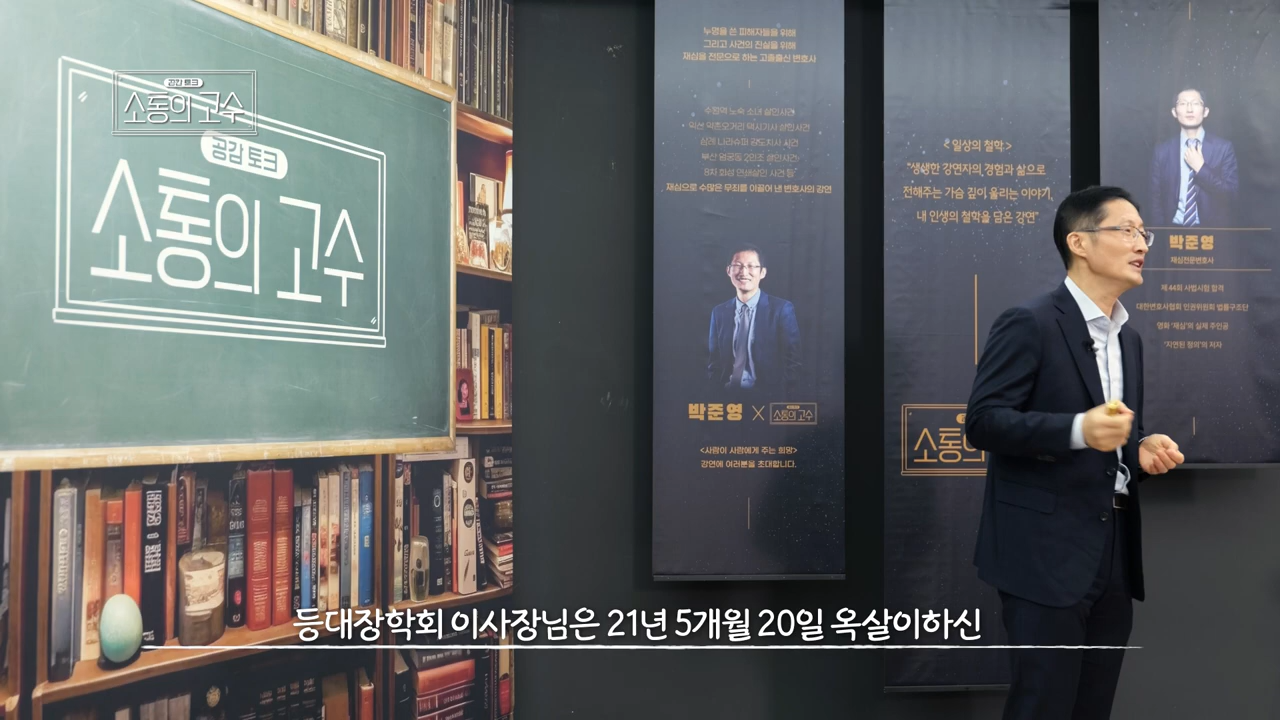 공감 토크
소통의 고수
공감 토크
소통의 고수
누명을 쓴 피해자들을 위해
그리고 사건의 진실을 위해
재심을 전문으로 하는 고졸출신 변호사
수원역 노숙 소녀 살인사건
익산 약촌오거리 택시기사 살인사건
삼례 나라슈퍼 강도치사 사건
부산 엄궁동 2인조 살인사건
8차 화성 연쇄살인 사건 등
재심으로 수많은 무죄를 이끌어 낸 변호사의 강연
박준영 X 소통의 고수
<사람이 사람에게 주는 희망>
강연에 여러분을 초대합니다.
<일상의 철학>
"생생한 강연자의 경험과 삶으로
전해주는 가슴 깊이 울리는 이야기,
내 인생의 철학을 담은 강연"
소통의
박준영
재심전문변호사
제 44회 사법시험 합격
대한변호사협회 인권위원회 법률구조단
영화 '재심'의 실제 주인공
'지연된 정의'의 저자
등대장학회 이사장님은 21년 5개월 20일 옥살이하신